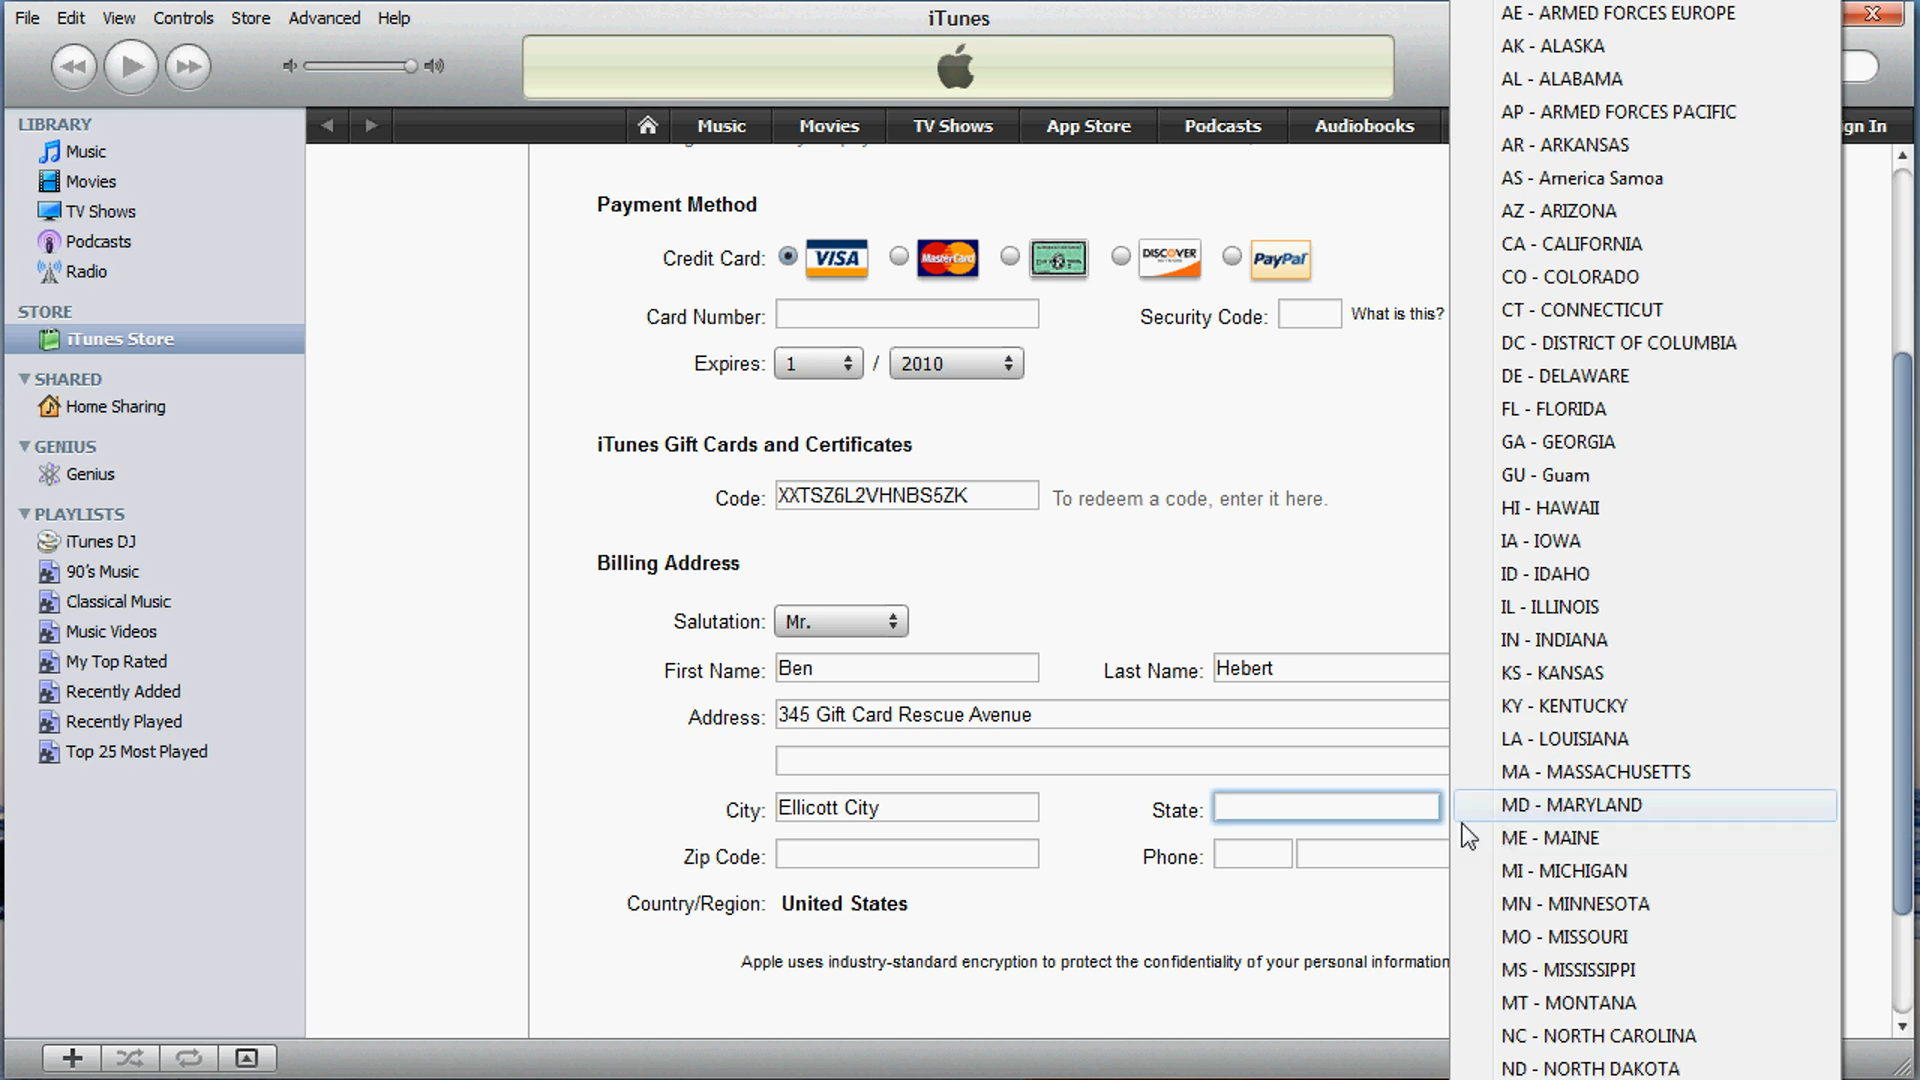 File Edit View Controls Store Advanced Help
iTunes
LIBRARY
Music
Movies
TV Shows
Podcasts
Radio
STORE
iTunes Store
SHARED
Home Sharing
GENIUS
Genius
PLAYLISTS
iTunes DJ
90's Music
Classical Music
Music Videos
My Top Rated
Recently Added
Recently Played
Top 25 Most Played
Music Movies TV Shows App Store Podcasts Audiobooks
gn In
Payment Method
Credit Card: VISA MasterCard DISCOVER PayPal
Card Number: Security Code: What is this?
Expires: 1 / 2010
iTunes Gift Cards and Certificates
Code: XXTSZ6L2VHNBS5ZK To redeem a code, enter it here.
Billing Address
Salutation: Mr.
First Name: Ben Last Name: Hebert
Address: 345 Gift Card Rescue Avenue
City: Ellicott City State:
Zip Code: Phone:
Country/Region: United States
Apple uses industry-standard encryption to protect the confidentiality of your personal information
AE - ARMED FORCES EUROPE
AK - ALASKA
AL - ALABAMA
AP - ARMED FORCES PACIFIC
AR - ARKANSAS
AS - America Samoa
AZ - ARIZONA
CA - CALIFORNIA
CO - COLORADO
CT - CONNECTICUT
DC - DISTRICT OF COLUMBIA
DE - DELAWARE
FL - FLORIDA
GA - GEORGIA
GU - Guam
HI - HAWAII
IA - IOWA
ID - IDAHO
IL - ILLINOIS
IN - INDIANA
KS - KANSAS
KY - KENTUCKY
LA - LOUISIANA
MA - MASSACHUSETTS
MD - MARYLAND
ME - MAINE
MI - MICHIGAN
MN - MINNESOTA
MO - MISSOURI
MS - MISSISSIPPI
MT - MONTANA
NC - NORTH CAROLINA
ND - NORTH DAKOTA